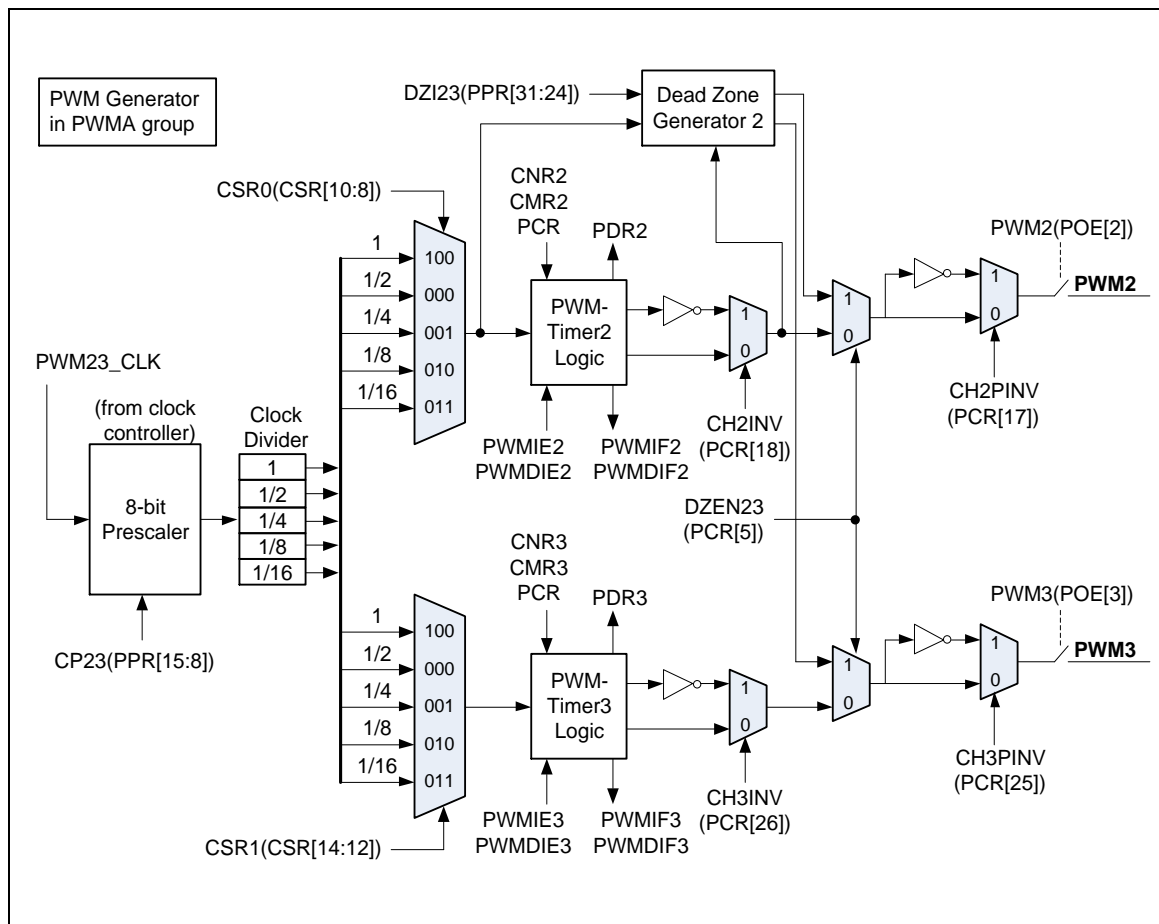 PWM Generator
in PWMA group
DZI23(PPR[31:24])
Dead Zone
Generator 2
CSR0(CSR[10:8])
CNR2
CMR2
PCR
PDR2
PWM2(POE[2])
1
1/2
1/4
1/8
1/16
100
000
001
010
011
PWM-
Timer2
Logic
1
0
1
0
1
0
PWM2
PWM23_CLK
(from clock
controller)
Clock
Divider
PWMIE2
PWMDIE2
PWMIF2
PWMDIF2
CH2INV
(PCR[18])
CH2PINV
(PCR[17])
8-bit
Prescaler
1
1/2
1/4
1/8
1/16
DZEN23
(PCR[5])
CP23(PPR[15:8])
CNR3
CMR3
PCR
PDR3
PWM3(POE[3])
1
1/2
1/4
1/8
1/16
100
000
001
010
011
PWM-
Timer3
Logic
1
0
1
0
1
0
PWM3
CSR1(CSR[14:12])
PWMIE3
PWMDIE3
PWMIF3
PWMDIF3
CH3INV
(PCR[26])
CH3PINV
(PCR[25])